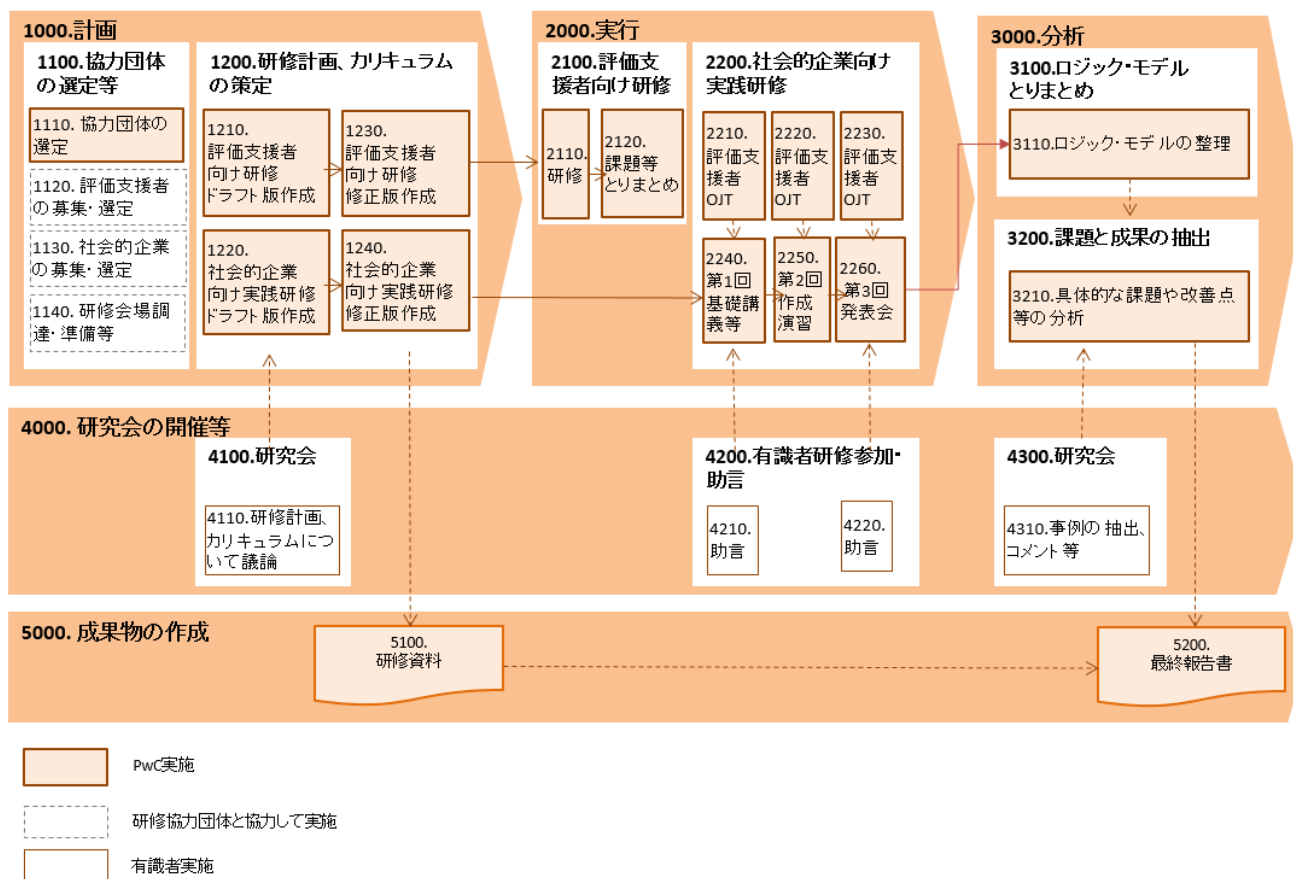 1000.計画
1100.協力団体
の選定等
1110. 協力団体の
選定
1120. 評価支援者
の募集・選定
1130. 社会的企業
の募集・選定
1140. 研修会場調
達・準備等
1200.研修計画、カリキュラム
の策定
1210.
評価支援者
向け研修
ドラフト版作成
1230.
評価支援者
向け研修
修正版作成
1220.
社会的企業
向け実践研修
ドラフト版作成
1240.
社会的企業
向け実践研修
修正版作成
2000.実行
2100.評価支
援者向け研修
2110.
研修
2120.
課題等
とりまとめ
2200.社会的企業向け
実践研修
2210.
評価支
援者
OJT
2220.
評価支
援者
OJT
2230.
評価支
援者
OJT
2240.
第1回
基礎講
義等
2250.
第2回
作成
演習
2260.
第3回
発表会
3000.分析
3100.ロジック・モデル
とりまとめ
3110.ロジック・モデルの整理
3200.課題と成果の抽出
3210.具体的な課題や改善点
等の分析
4000. 研究会の開催等
4100.研究会
4110.研修計画、
カリキュラムにつ
いて議論
4200.有識者研修参加・
助言
4210.
助言
4220.
助言
4300.研究会
4310.事例の抽出、
コメント等
5000. 成果物の作成
5100.
研修資料
5200.
最終報告書
PwC実施
研修協力団体と協力して実施
有識者実施